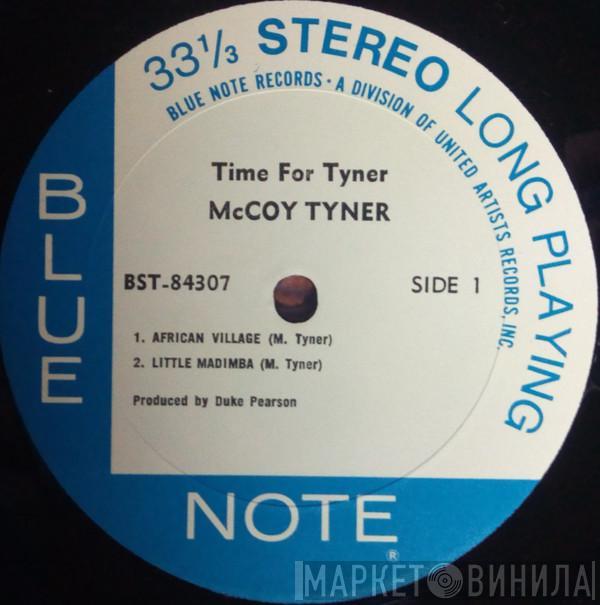 33⅓ STEREO LONG PLAYING
BLUE NOTE RECORDS • A DIVISION OF UNITED ARTISTS RECORDS, INC.
Time For Tyner
McCOY TYNER
BST-84307
SIDE 1
1. AFRICAN VILLAGE (M. Tyner)
2. LITTLE MADIMBA (M. Tyner)
Produced by Duke Pearson
BLUE
NOTE
®
МАРКЕТ ВИНИЛА